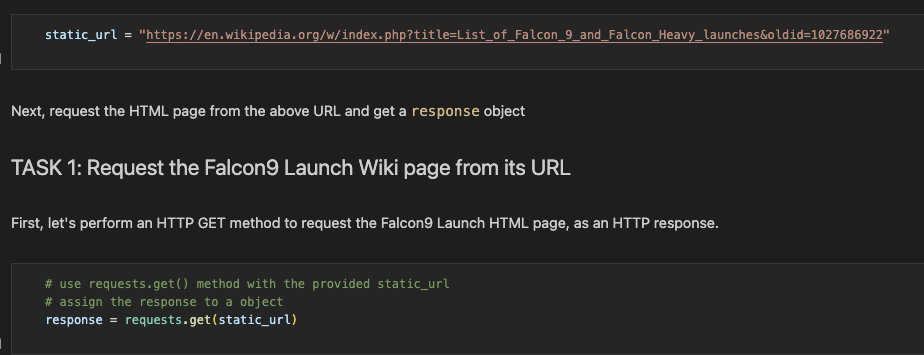 static_url = "https://en.wikipedia.org/w/index.php?title=List_of_Falcon_9_and_Falcon_Heavy_launches&oldid=1027686922"
Next, request the HTML page from the above URL and get a response object
TASK 1: Request the Falcon9 Launch Wiki page from its URL
First, let's perform an HTTP GET method to request the Falcon9 Launch HTML page, as an HTTP response.
# use requests.get() method with the provided static_url
# assign the response to a object
response = requests.get(static_url)